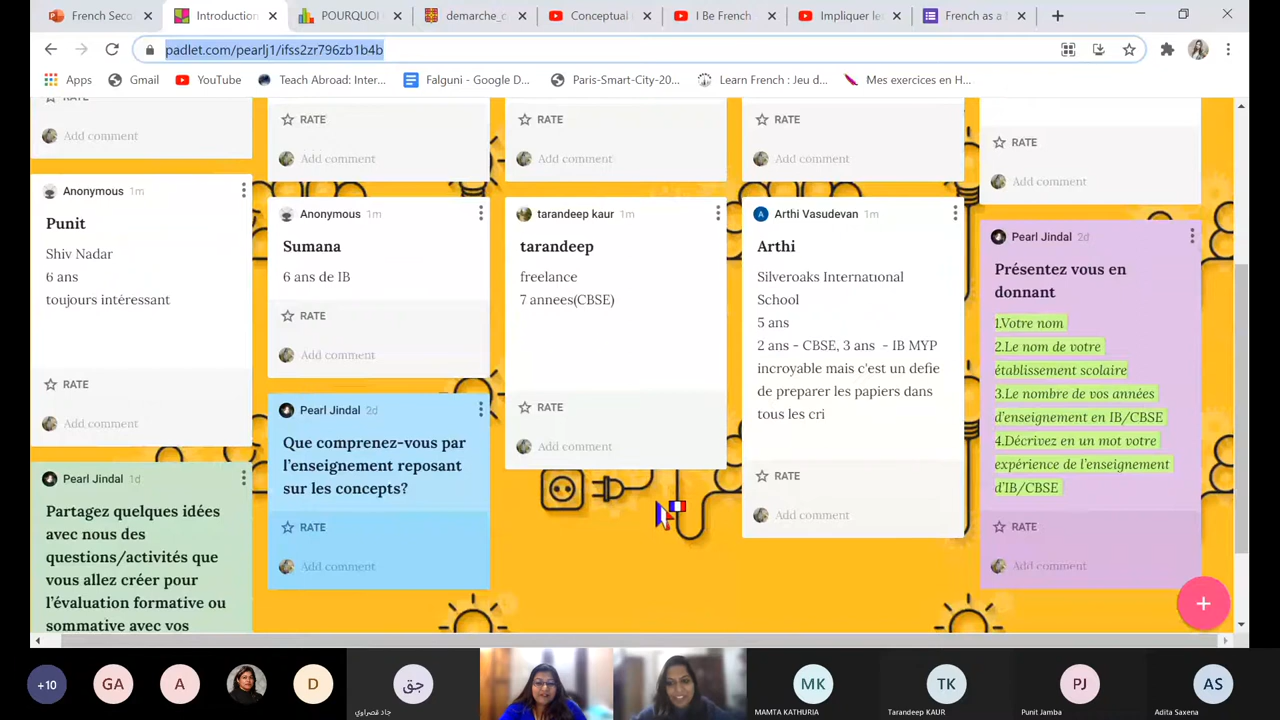 French Seco
Introduction
POURQUOI
demarche_c
Conceptual
I Be French
Impliquer le
French as a
padlet.com/pearlj1/ifss2zr796zb1b4b
Apps
Gmail
YouTube
Teach Abroad: Inter...
Falguni - Google D...
Paris-Smart-City-20...
Learn French : Jeu d...
Mes exercices en H...
RATE
Add comment
Anonymous 1m
Punit
Shiv Nadar
6 ans
toujours intéressant
RATE
Add comment
Pearl Jindal 1d
Partagez quelques idées
avec nous des
questions/activités que
vous allez créer pour
l'évaluation formative ou
sommative avec vos
RATE
Add comment
Anonymous 1m
Sumana
6 ans de IB
RATE
Add comment
Pearl Jindal 2d
Que comprenez-vous par
l'enseignement reposant
sur les concepts?
RATE
Add comment
RATE
Add comment
tarandeep kaur 1m
tarandeep
freelance
7 annees(CBSE)
RATE
Add comment
RATE
Add comment
A
Arthi Vasudevan 1m
Arthi
Silveroaks International
School
5 ans
2 ans - CBSE, 3 ans - IB MYP
incroyable mais c'est un defie
de preparer les papiers dans
tous les cri
RATE
Add comment
RATE
Add comment
Pearl Jindal 2d
Présentez vous en
donnant
1.Votre nom
2.Le nom de votre
établissement scolaire
3.Le nombre de vos années
d'enseignement en IB/CBSE
4.Décrivez en un mot votre
expérience de l'enseignement
d'IB/CBSE
RATE
Add comment
+10
GA
A
D
جق
جاد غصراوي
MK
MAMTA KATHURIA
TK
Tarandeep KAUR
PJ
Punit Jamba
AS
Adita Saxena